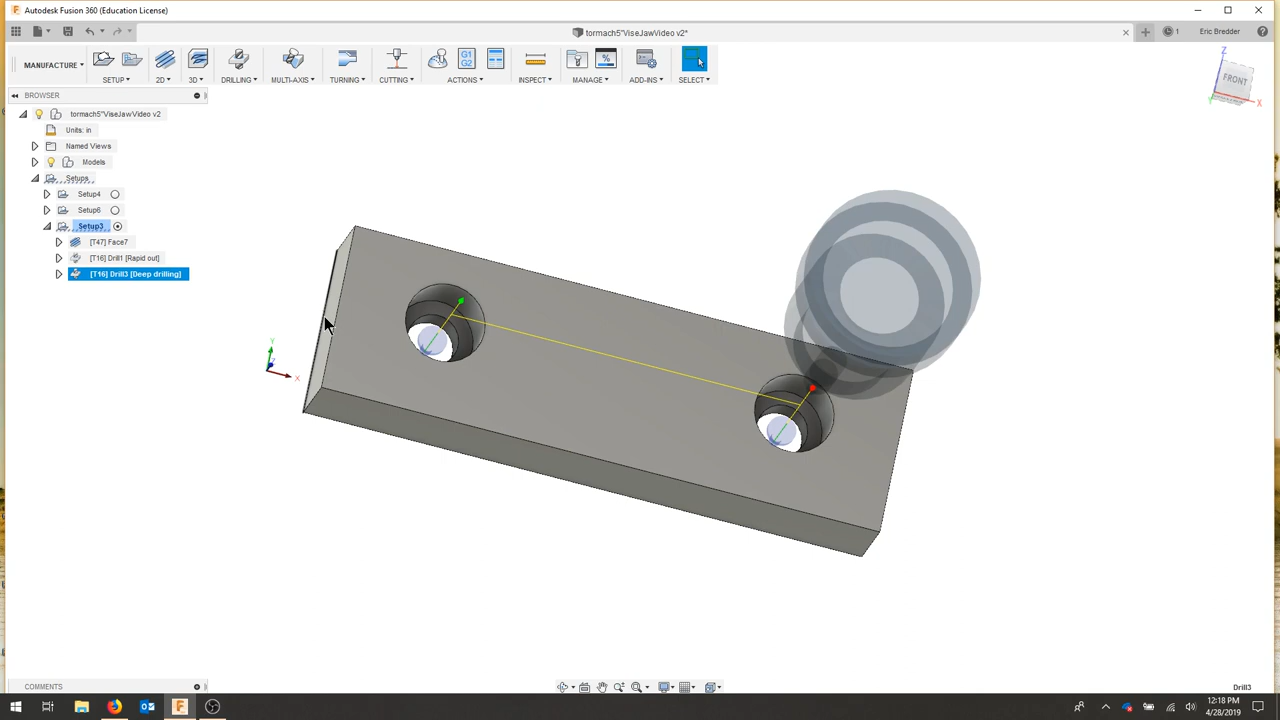 Autodesk Fusion 360 (Education License)
tormach5"ViseJawVideo v2*
1
Eric Bredder
MANUFACTURE
SETUP
2D
3D
DRILLING
MULTI-AXIS
TURNING
CUTTING
G1
G2
ACTIONS
INSPECT
%
MANAGE
ADD-INS
SELECT
BROWSER
tormach5"ViseJawVideo v2
Units: in
Named Views
Models
Setups
Setup4
Setup6
Setup3
[T47] Face7
[T16] Drill1 [Rapid out]
[T16] Drill3 [Deep drilling]
Z
FRONT
X
Y
Y
Z
X
COMMENTS
Drill3
12:18 PM
4/28/2019